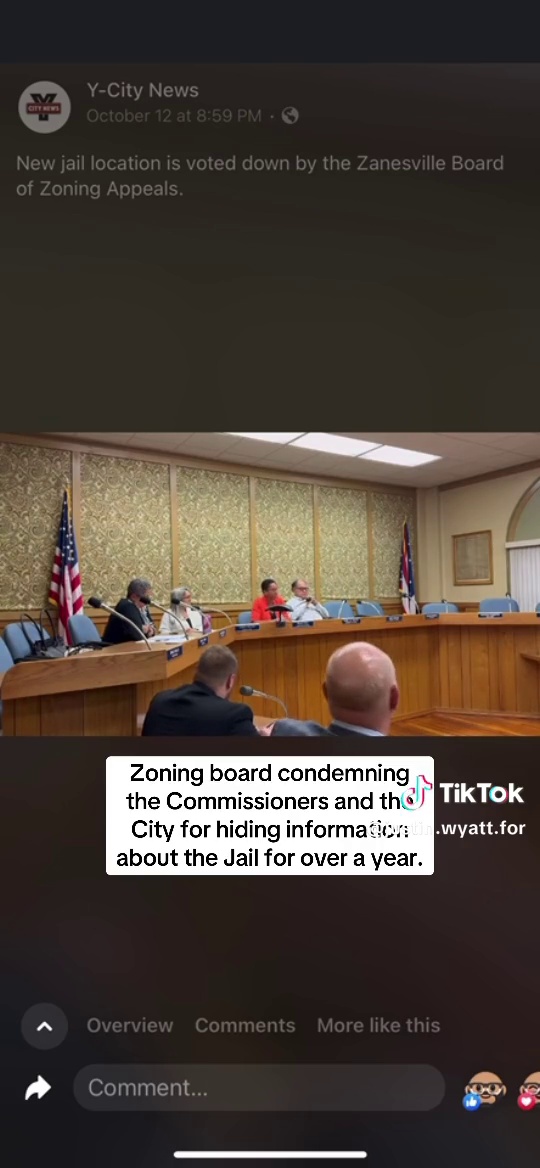 Y-City News
October 12 at 8:59 PM ·
CITY NEWS
New jail location is voted down by the Zanesville Board
of Zoning Appeals.
Zoning board condemning
the Commissioners and the
City for hiding information
about the Jail for over a year.
TikTok
.wyatt.for
Overview Comments More like this
Comment...